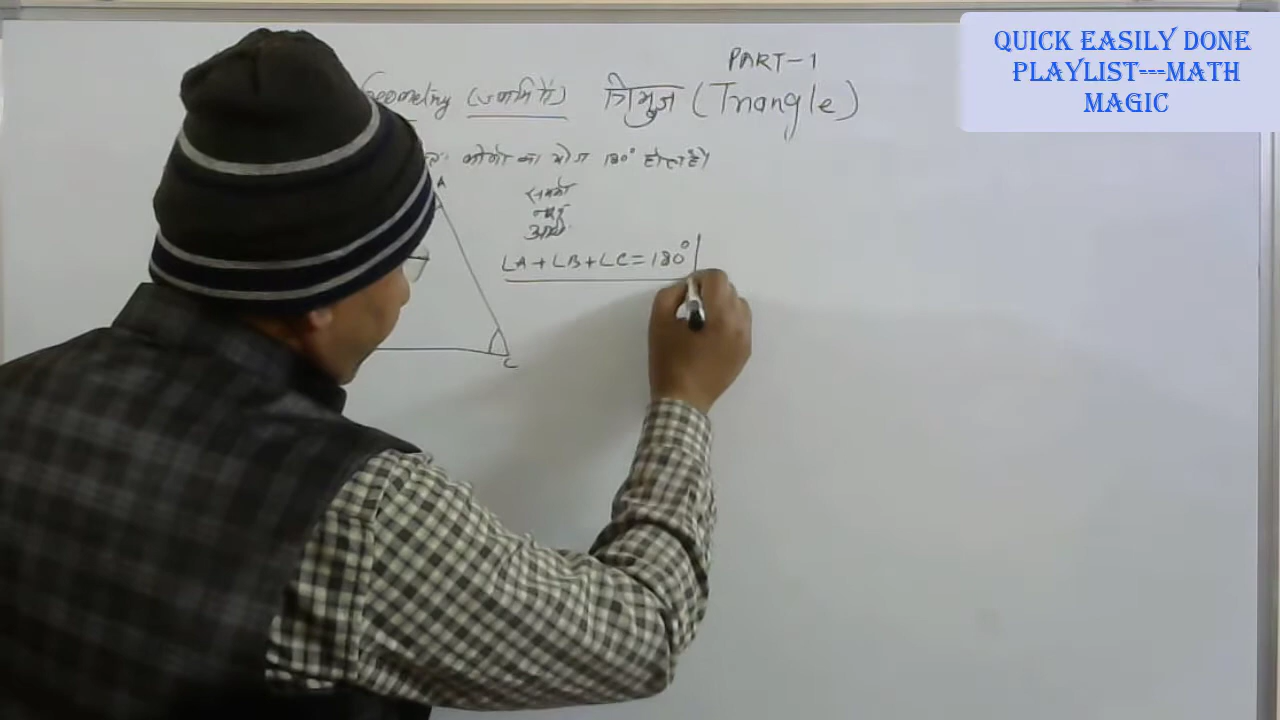 QUICK EASILY DONE
PLAYLIST---MATH
MAGIC
PART-1
Geometry (ज्यामिति) त्रिभुज (Triangle)
कोणों का योग 180° होता है।
A
∠A+∠B+∠C=180°
C